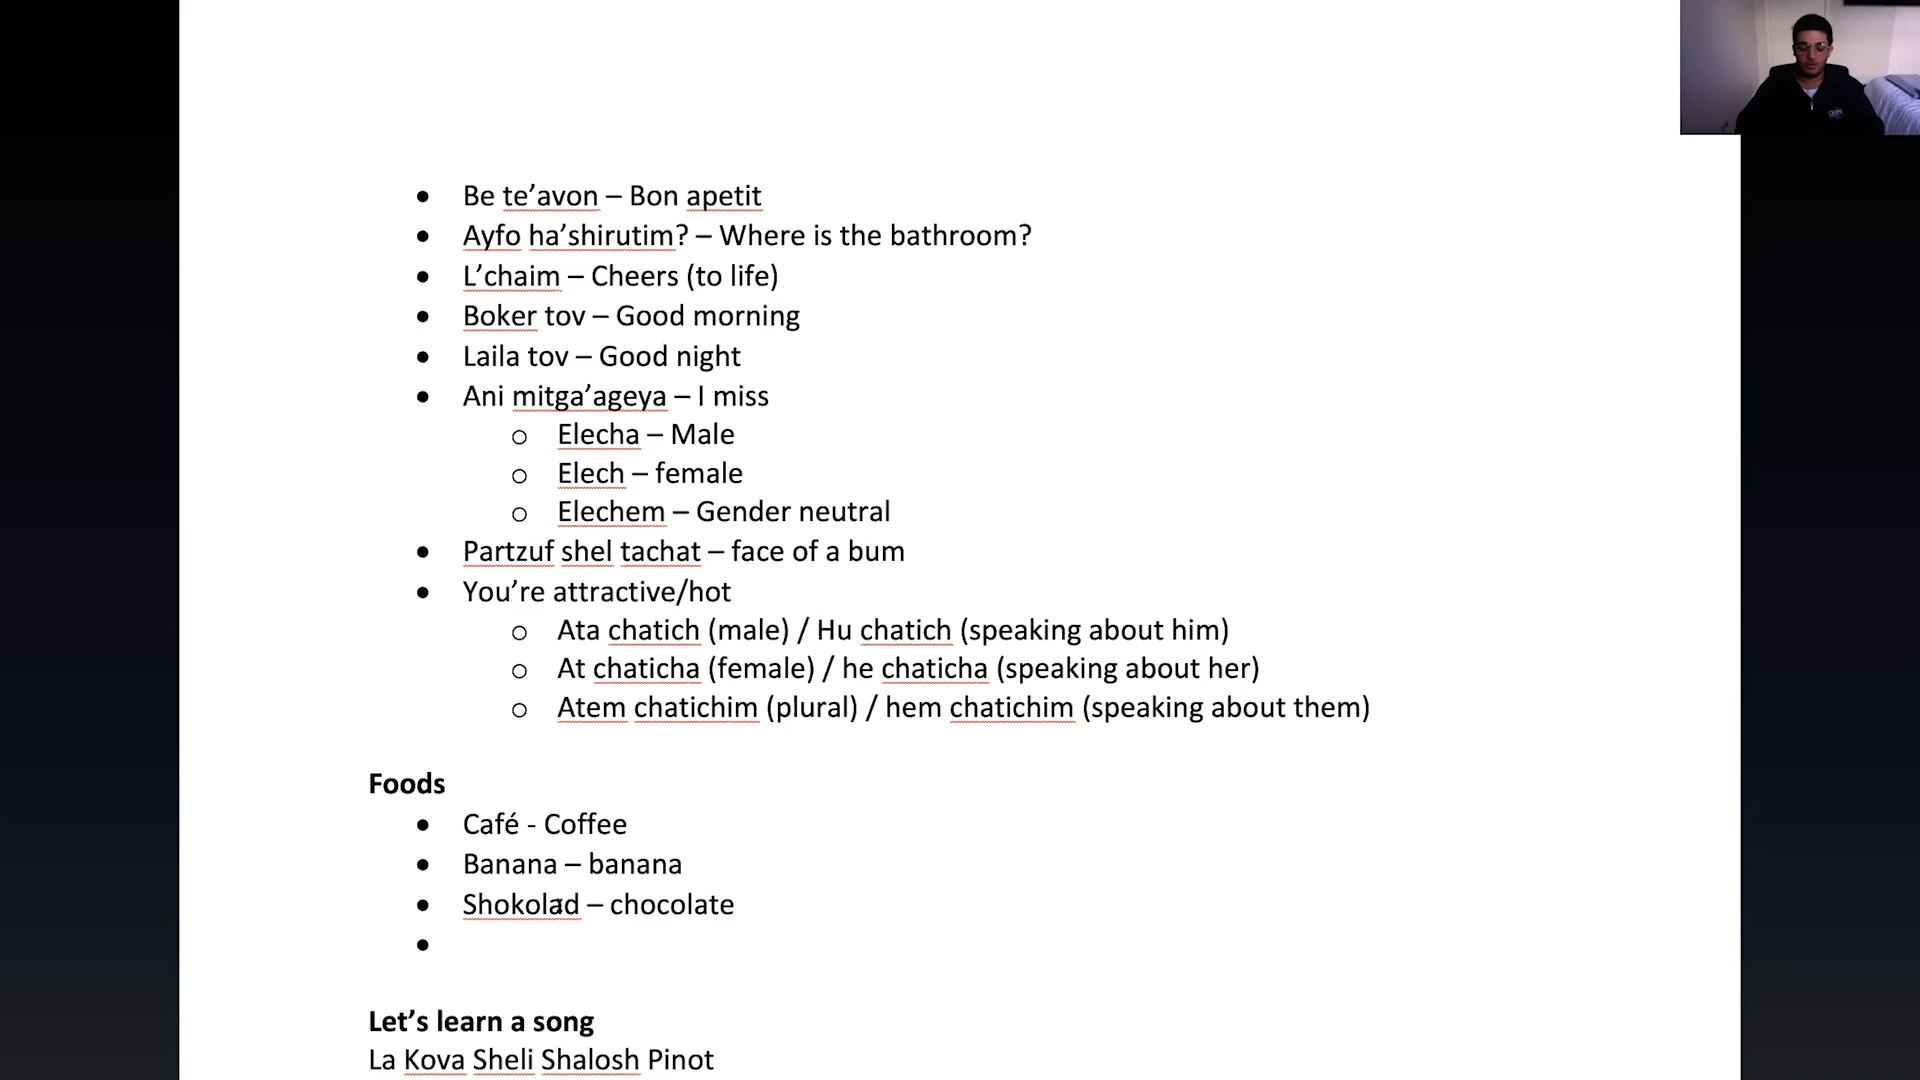 Be te’avon – Bon apetit
Ayfo ha’shirutim? – Where is the bathroom?
L’chaim – Cheers (to life)
Boker tov – Good morning
Laila tov – Good night
Ani mitga’ageya – I miss
Elecha – Male
Elech – female
Elechem – Gender neutral
Partzuf shel tachat – face of a bum
You’re attractive/hot
Ata chatich (male) / Hu chatich (speaking about him)
At chaticha (female) / he chaticha (speaking about her)
Atem chatichim (plural) / hem chatichim (speaking about them)
Foods
Café - Coffee
Banana – banana
Shokolad – chocolate
Let’s learn a song
La Kova Sheli Shalosh Pinot